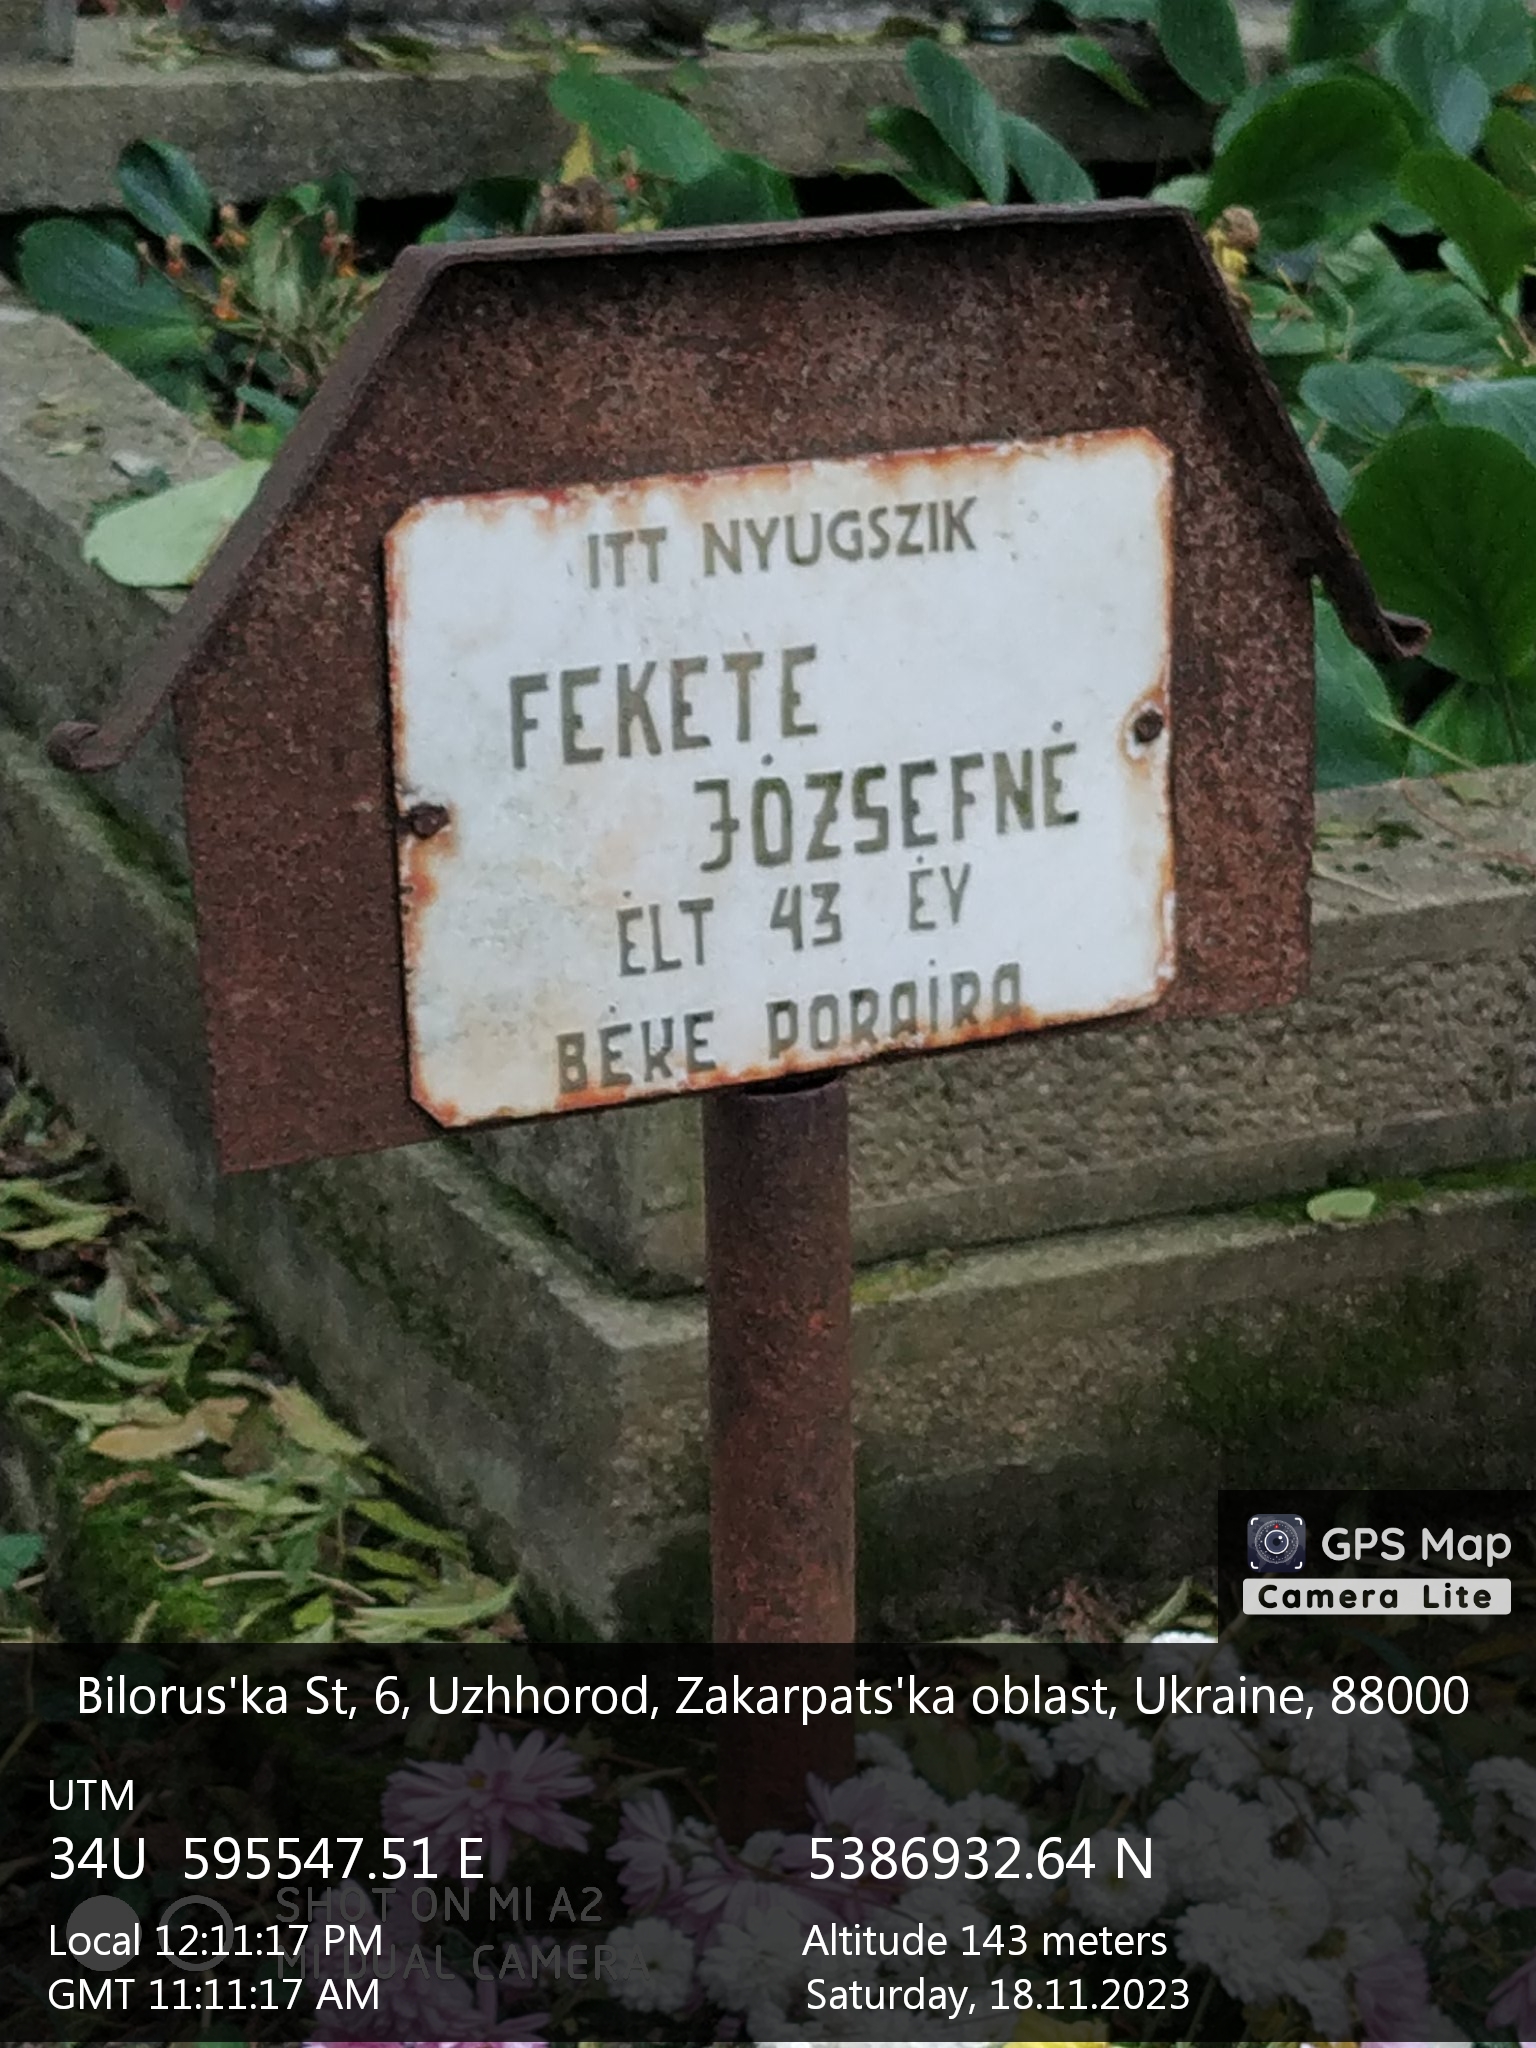 ITT NYUGSZIK
FEKETE
JÓZSEFNÉ
ÉLT 43 ÉV
BÉKE PORAIRA
GPS Map
Camera Lite
Bilorus'ka St, 6, Uzhhorod, Zakarpats'ka oblast, Ukraine, 88000
UTM
34U 595547.51 E 5386932.64 N
SHOT ON MI A2
MI DUAL CAMERA
Local 12:11:17 PM Altitude 143 meters
GMT 11:11:17 AM Saturday, 18.11.2023